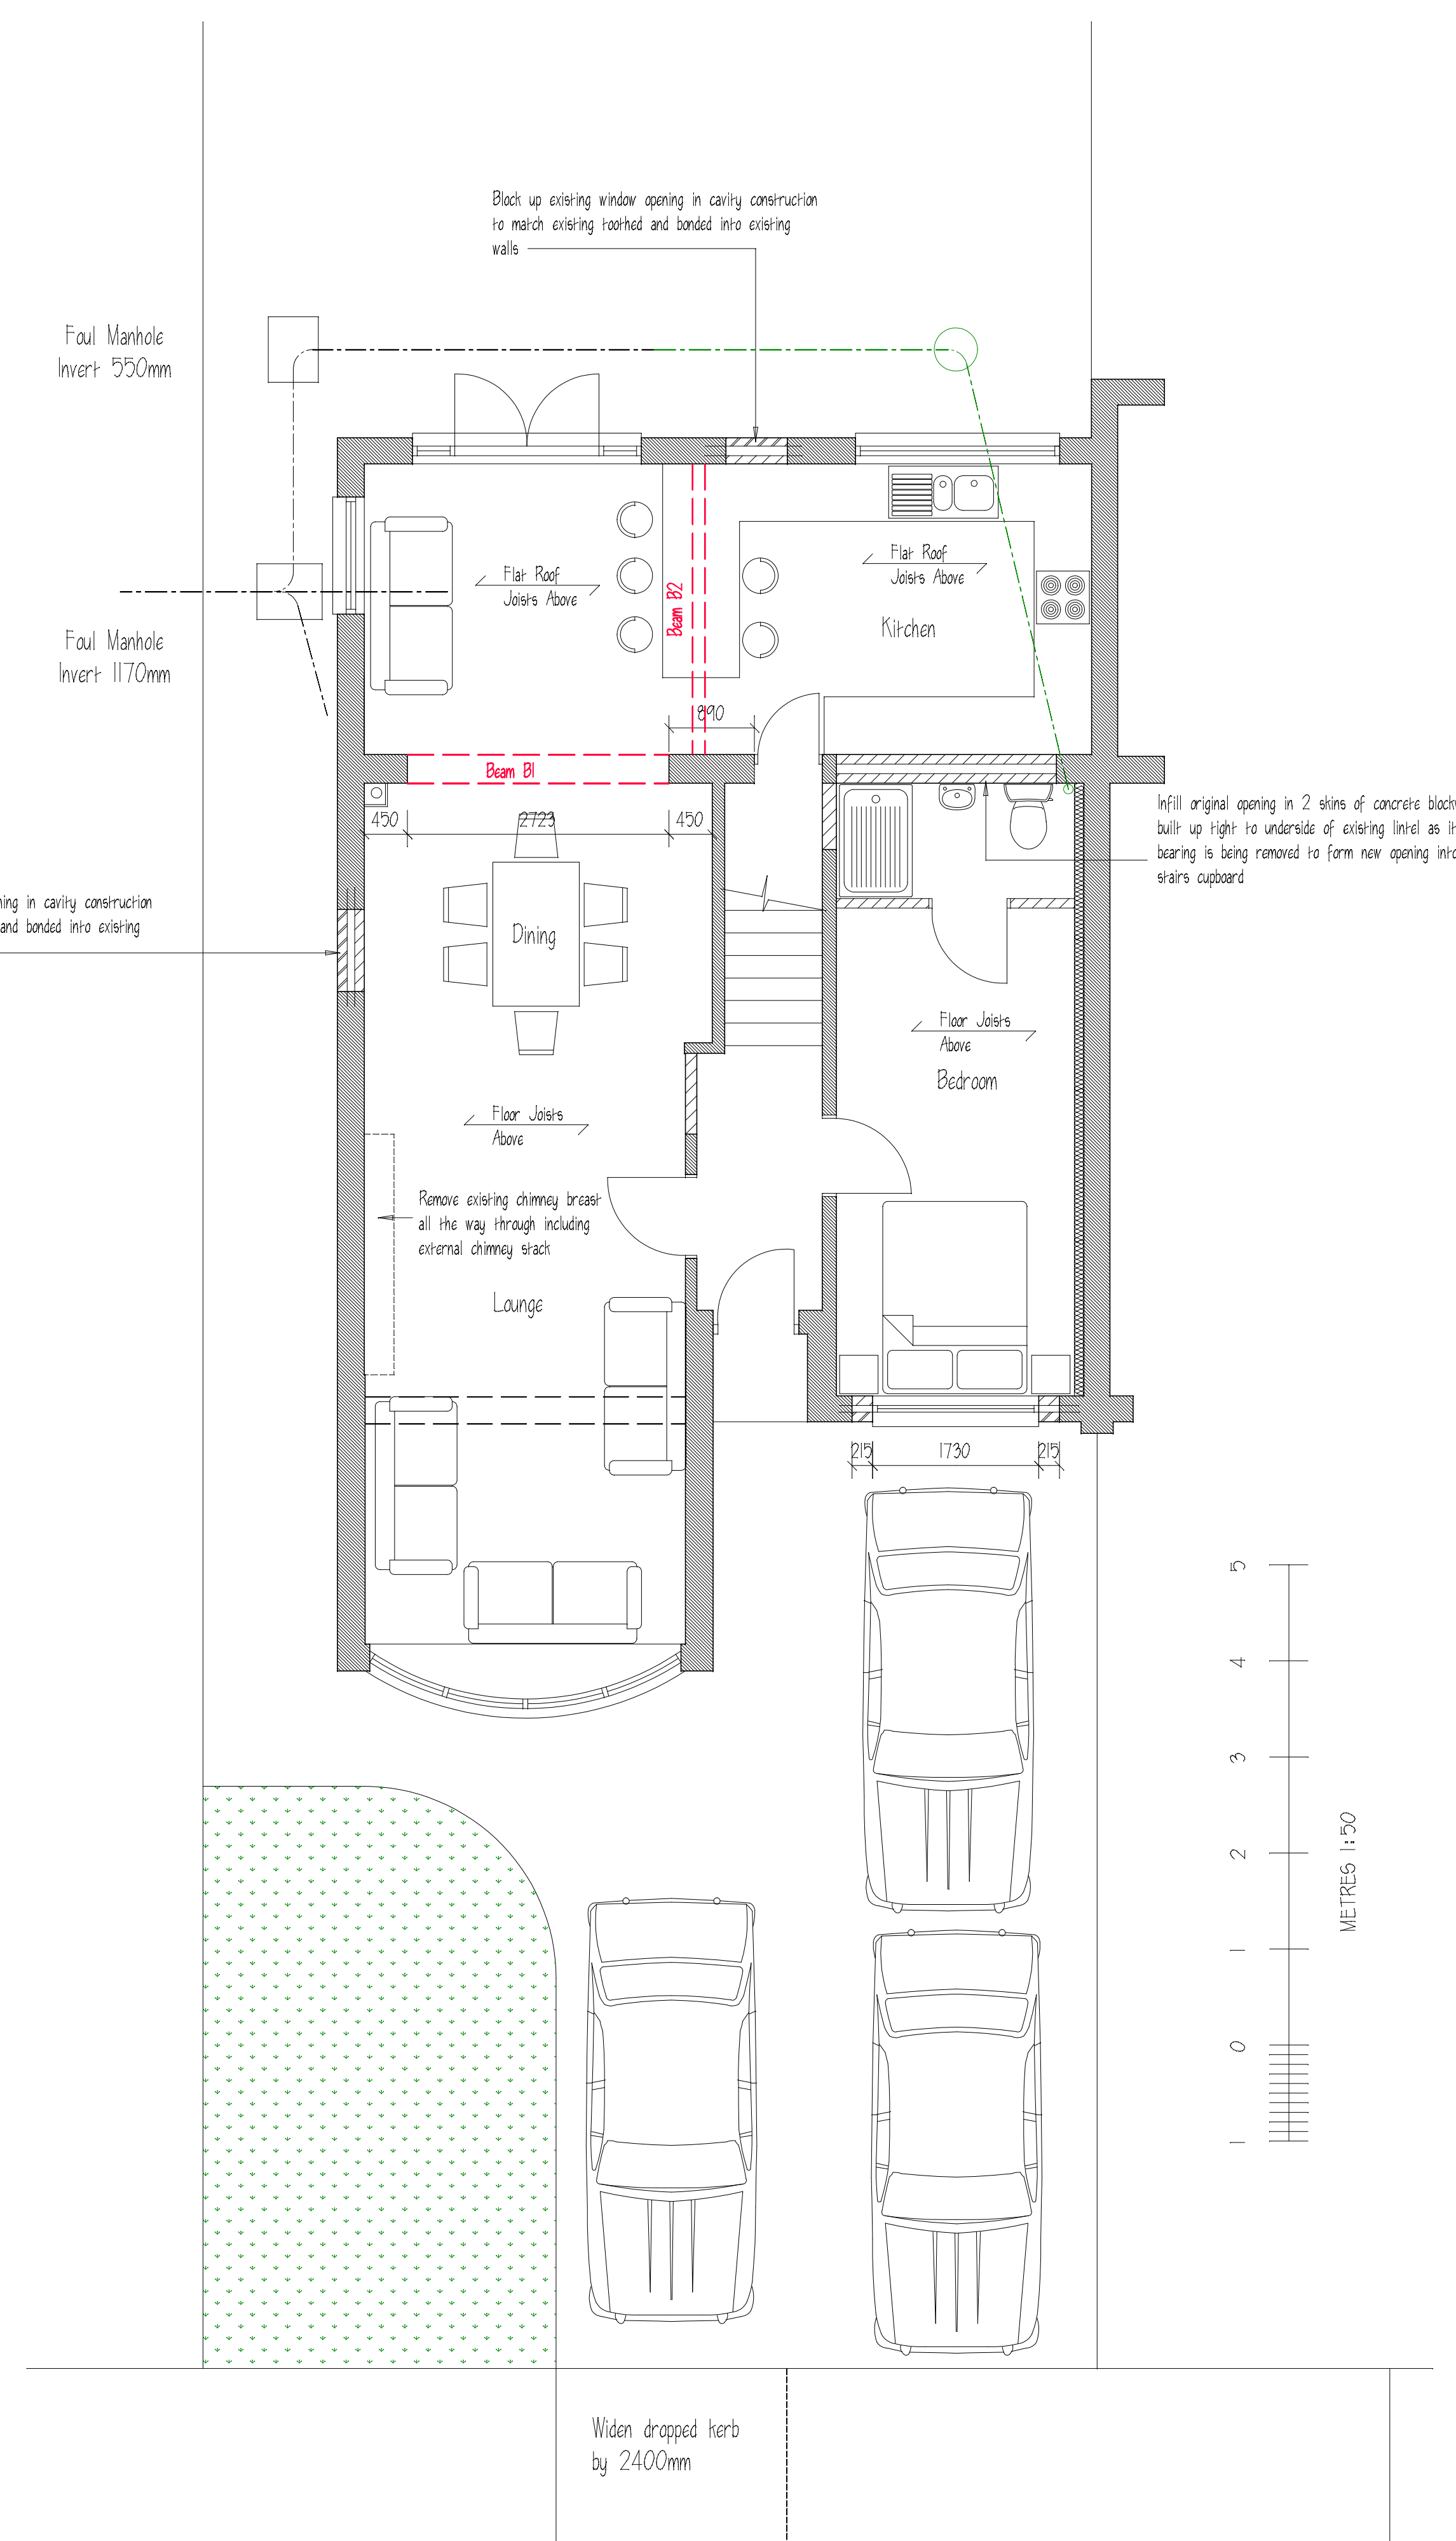 Block up existing window opening in cavity construction
to match existing toothed and bonded into existing
walls
Foul Manhole
Invert 550mm
Flat Roof
Joists Above
Flat Roof
Joists Above
Beam B2
Kitchen
Foul Manhole
Invert 1170mm
890
Beam B1
450
2723
450
Infill original opening in 2 skins of concrete block
built up tight to underside of existing lintel as it
bearing is being removed to form new opening into
stairs cupboard
in cavity construction
and bonded into existing
Dining
Floor Joists
Above
Bedroom
Floor Joists
Above
Remove existing chimney breast
all the way through including
external chimney stack
Lounge
215
1730
215
5
4
3
2
1
0
1
METRES 1:50
Widen dropped kerb
by 2400mm